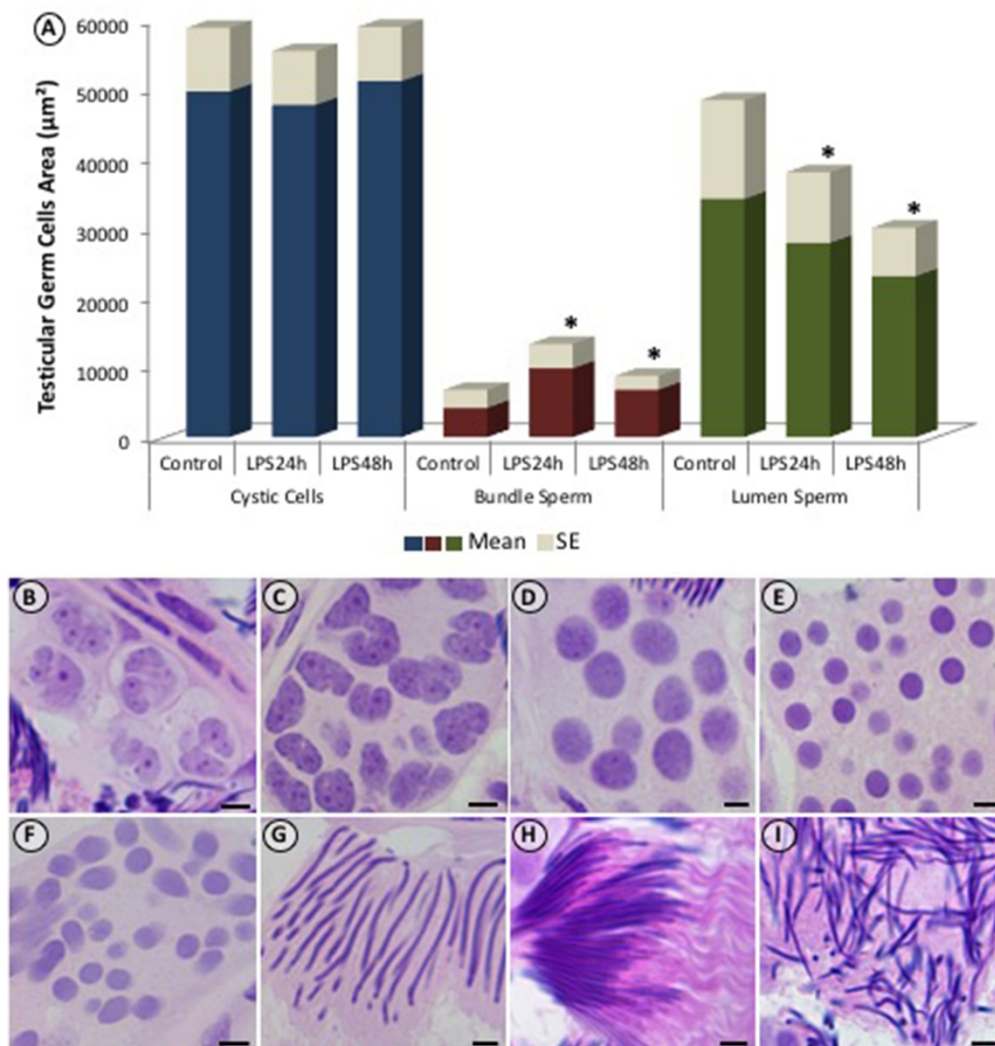 A
Testicular Germ Cells Area (µm²)
60000
50000
40000
30000
20000
10000
0
* * * *
Control LPS24h LPS48h Control LPS24h LPS48h Control LPS24h LPS48h
Cystic Cells Bundle Sperm Lumen Sperm
Mean SE
B C D E
F G H I